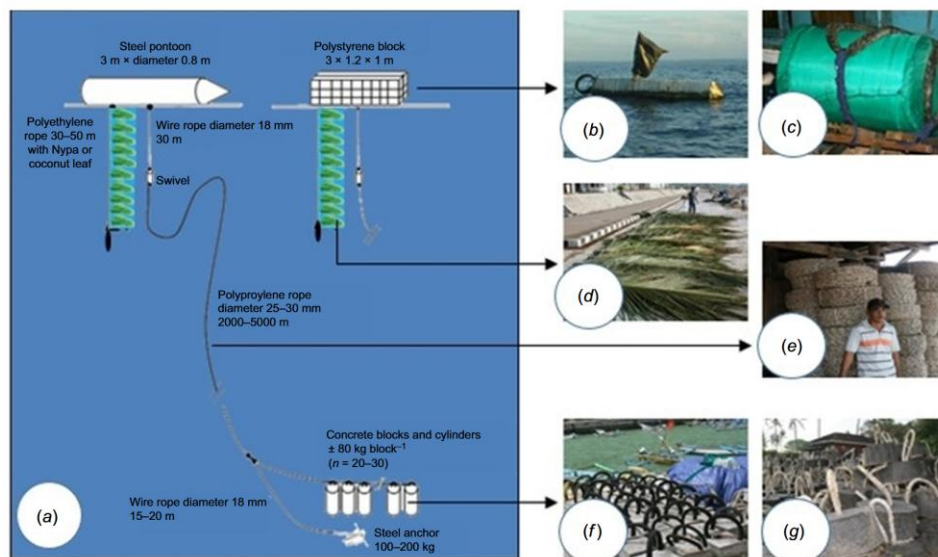 Steel pontoon
3 m × diameter 0.8 m
Polystyrene block
3 × 1.2 × 1 m
Polyethylene
rope 30–50 m
with Nypa or
coconut leaf
Wire rope diameter 18 mm
30 m
Swivel
(b)
(c)
(d)
Polyproylene rope
diameter 25–30 mm
2000–5000 m
(e)
Concrete blocks and cylinders
± 80 kg block–1
(n = 20–30)
Wire rope diameter 18 mm
15–20 m
Steel anchor
100–200 kg
(a)
(f)
(g)